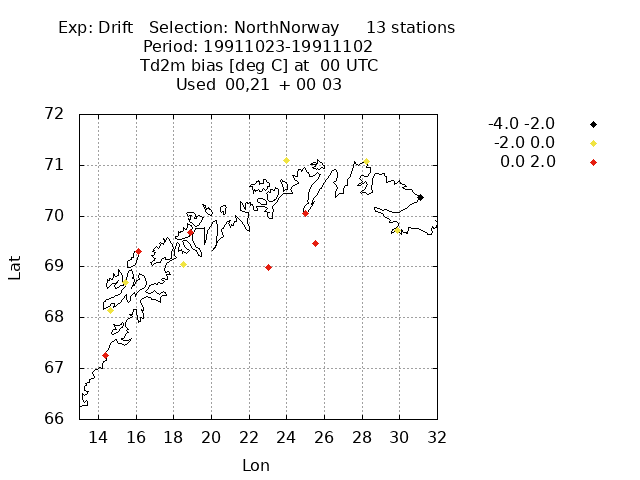 Exp: Drift   Selection: NorthNorway     13 stations
Period: 19911023-19911102
Td2m bias [deg C] at  00 UTC
Used  00,21  + 00 03
-4.0 -2.0
-2.0 0.0
0.0 2.0
72
71
70
69
68
67
66
Lat
14 16 18 20 22 24 26 28 30 32
Lon